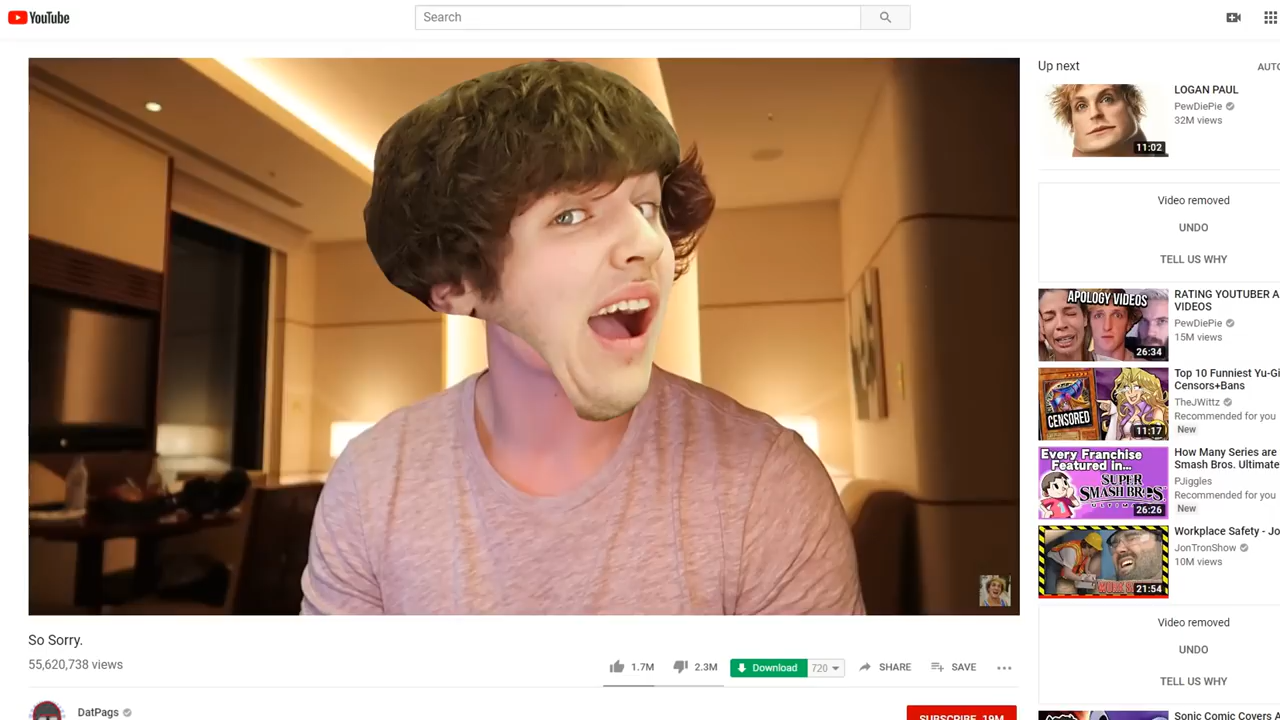 YouTube
Search
Up next
AUTO
LOGAN PAUL
PewDiePie
32M views
11:02
Video removed
UNDO
TELL US WHY
APOLOGY VIDEOS
26:34
RATING YOUTUBER A
VIDEOS
PewDiePie
15M views
CENSORED
11:17
Top 10 Funniest Yu-Gi
Censors+Bans
TheJWittz
Recommended for you
New
Every Franchise
Featured In...
SUPER
SMASH BROS.
ULTIM
26:26
How Many Series are
Smash Bros. Ultimate
PJiggles
Recommended for you
New
21:54
Workplace Safety - Jo
JonTronShow
10M views
So Sorry.
55,620,738 views
1.7M
2.3M
Download
720
SHARE
SAVE
Video removed
UNDO
TELL US WHY
DatPags
SUBSCRIBE 19M
Sonic Comic Covers A